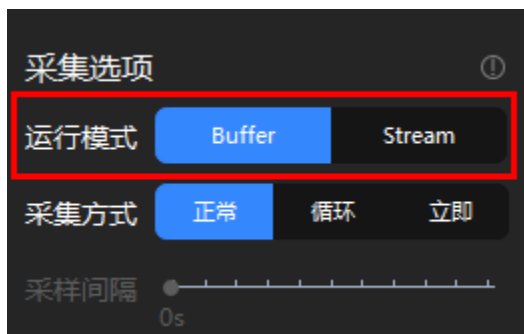 采集选项
运行模式 Buffer Stream
采集方式 正常 循环 立即
采样间隔
0s